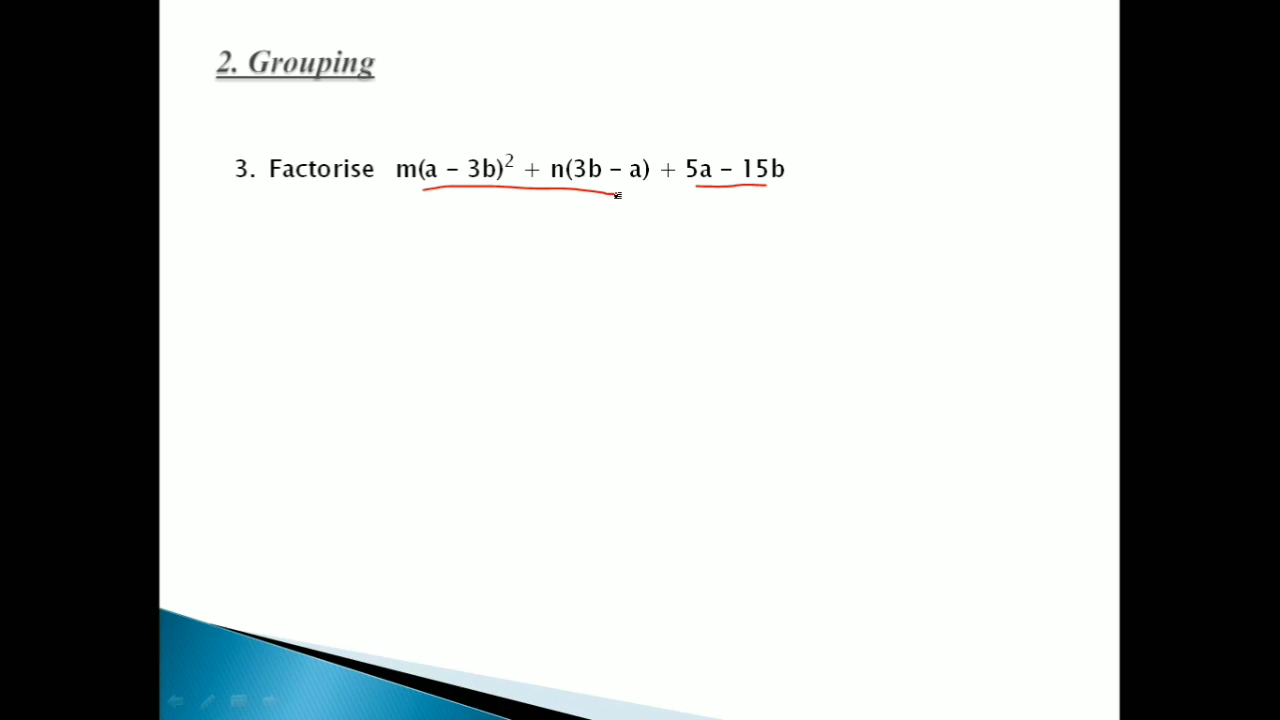 2. Grouping
3. Factorise m(a – 3b)² + n(3b – a) + 5a – 15b